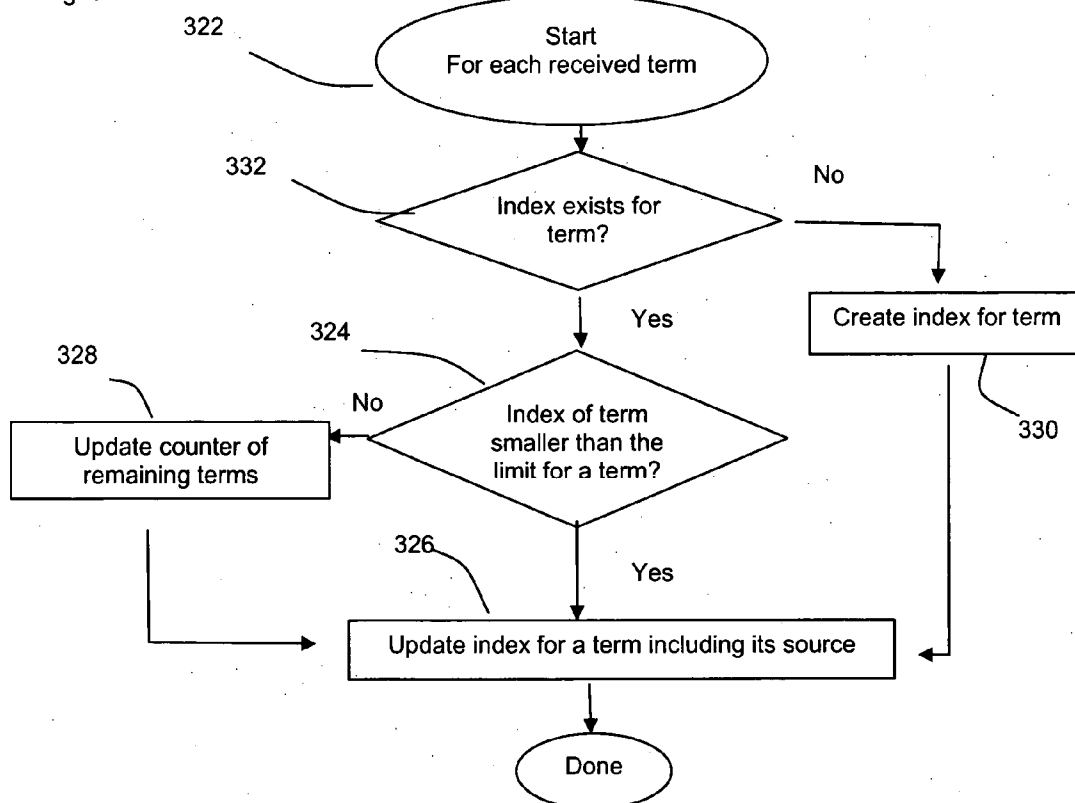 322
Start
For each received term
332
No
Index exists for
term?
Yes
Create index for term
324
328
No
Index of term
smaller than the
limit for a term?
330
Update counter of
remaining terms
326
Yes
Update index for a term including its source
Done